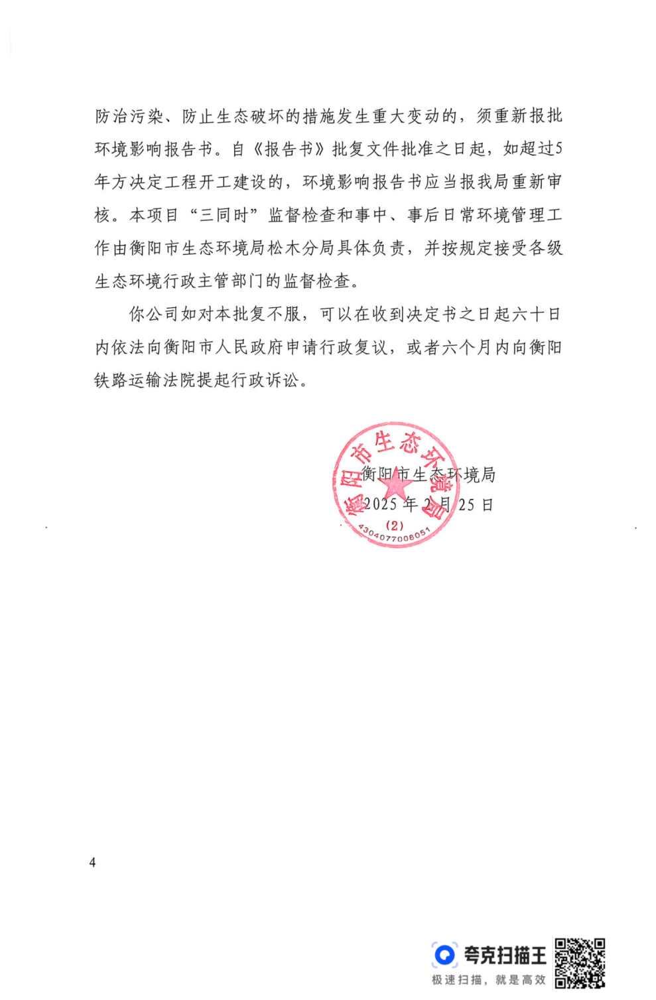 防治污染、防止生态破坏的措施发生重大变动的，须重新报批
环境影响报告书。自《报告书》批复文件批准之日起，如超过5
年方决定工程开工建设的，环境影响报告书应当报我局重新审
核。本项目“三同时”监督检查和事中、事后日常环境管理工
作由衡阳市生态环境局松木分局具体负责，并按规定接受各级
生态环境行政主管部门的监督检查。
你公司如对本批复不服，可以在收到决定书之日起六十日
内依法向衡阳市人民政府申请行政复议，或者六个月内向衡阳
铁路运输法院提起行政诉讼。
衡阳市生态环境局
衡阳市生态环境局
2025年2月25日
(2)
4304077008051
4
夸克扫描王
极速扫描，就是高效